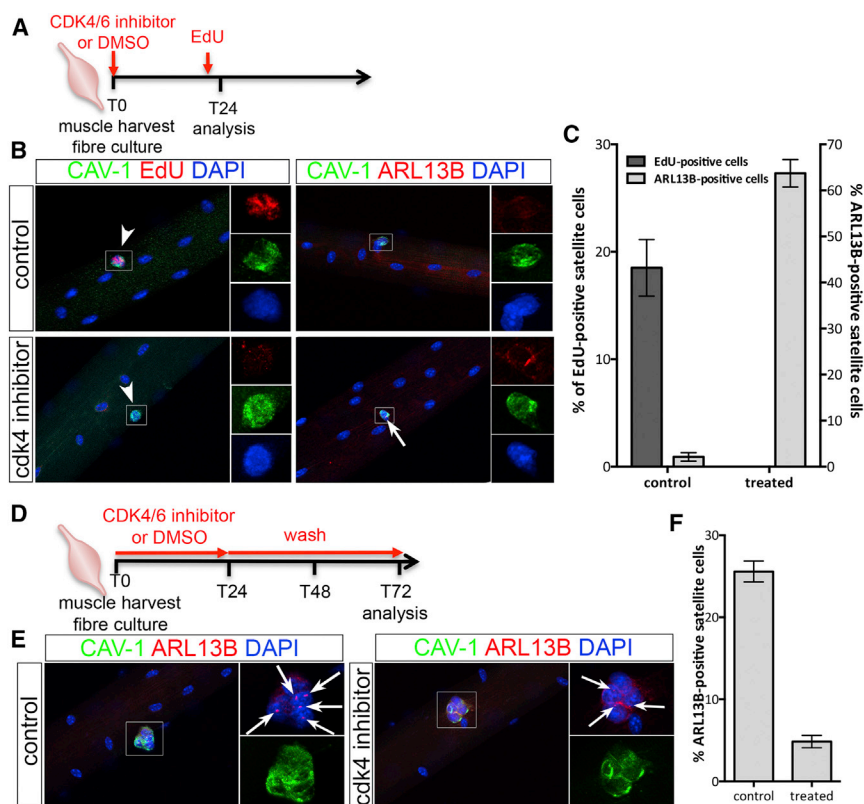 A
CDK4/6 inhibitor
or DMSO
EdU
T0
T24
muscle harvest
fibre culture
analysis
B
CAV-1 EdU DAPI
CAV-1 ARL13B DAPI
control
cdk4 inhibitor
C
30
20
10
0
% of EdU-positive satellite cells
EdU-positive cells
ARL13B-positive cells
70
60
50
40
30
20
10
0
% ARL13B-positive satellite cells
control
treated
D
CDK4/6 inhibitor
or DMSO
wash
T0
T24
T48
T72
muscle harvest
fibre culture
analysis
E
CAV-1 ARL13B DAPI
CAV-1 ARL13B DAPI
control
cdk4 inhibitor
F
30
20
10
0
% ARL13B-positive satellite cells
control
treated